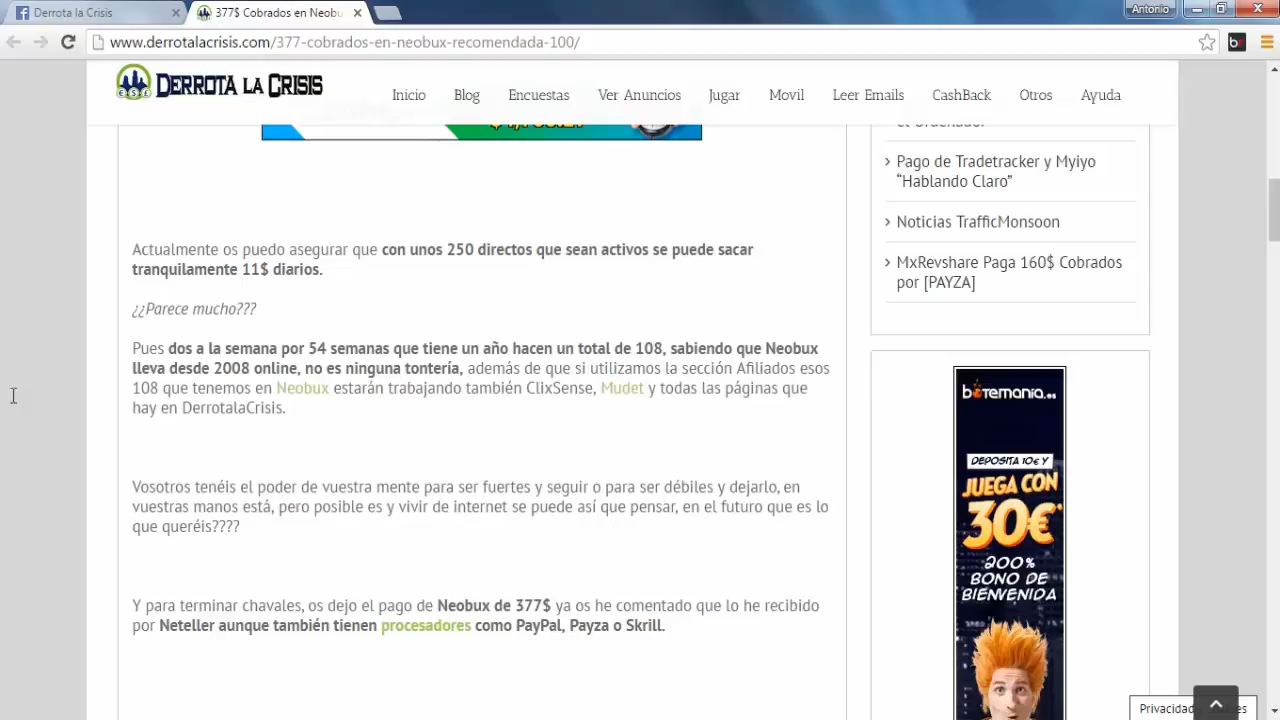 Derrota la Crisis
377$ Cobrados en Neobu
Antonio
www.derrotalacrisis.com/377-cobrados-en-neobux-recomendada-100/
DERROTA LA CRISIS
Inicio
Blog
Encuestas
Ver Anuncios
Jugar
Movil
Leer Emails
CashBack
Otros
Ayuda
el Ordenador
Pago de Tradetracker y Myiyo
“Hablando Claro”
Noticias TrafficMonsoon
MxRevshare Paga 160$ Cobrados
por [PAYZA]
Actualmente os puedo asegurar que con unos 250 directos que sean activos se puede sacar
tranquilamente 11$ diarios.
¿¿Parece mucho???
Pues dos a la semana por 54 semanas que tiene un año hacen un total de 108, sabiendo que Neobux
lleva desde 2008 online, no es ninguna tontería, además de que si utilizamos la sección Afiliados esos
108 que tenemos en Neobux estarán trabajando también ClixSense, Mudet y todas las páginas que
hay en DerrotalaCrisis.
Vosotros tenéis el poder de vuestra mente para ser fuertes y seguir o para ser débiles y dejarlo, en
vuestras manos está, pero posible es y vivir de internet se puede así que pensar, en el futuro que es lo
que queréis????
Y para terminar chavales, os dejo el pago de Neobux de 377$ ya os he comentado que lo he recibido
por Neteller aunque también tienen procesadores como PayPal, Payza o Skrill.
botemania.es
DEPOSITA 10€ Y
JUEGA CON
30€*
200%
BONO DE
BIENVENIDA
Privacidad